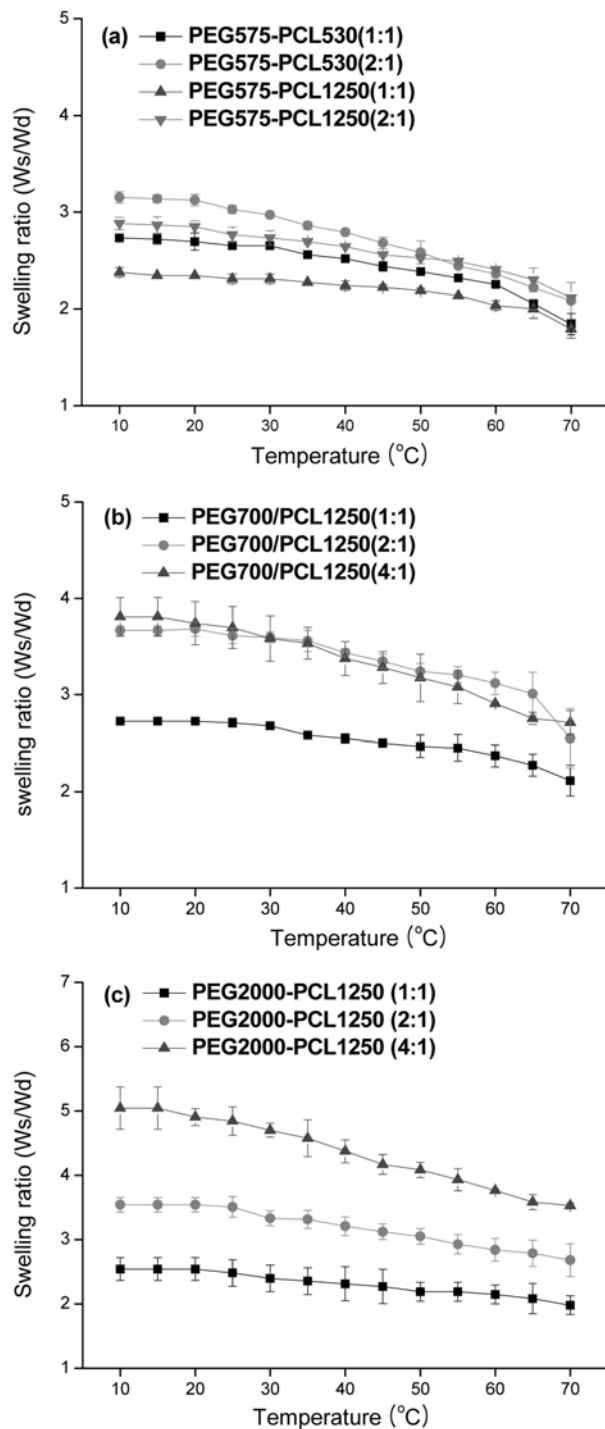 (a)
PEG575-PCL530(1:1)
PEG575-PCL530(2:1)
PEG575-PCL1250(1:1)
PEG575-PCL1250(2:1)
Swelling ratio (Ws/Wd)
5
4
3
2
1
10 20 30 40 50 60 70
Temperature (°C)
(b)
PEG700/PCL1250(1:1)
PEG700/PCL1250(2:1)
PEG700/PCL1250(4:1)
swelling ratio (Ws/Wd)
5
4
3
2
1
10 20 30 40 50 60 70
Temperature (°C)
(c)
PEG2000-PCL1250 (1:1)
PEG2000-PCL1250 (2:1)
PEG2000-PCL1250 (4:1)
Swelling ratio (Ws/Wd)
7
6
5
4
3
2
1
10 20 30 40 50 60 70
Temperature (°C)